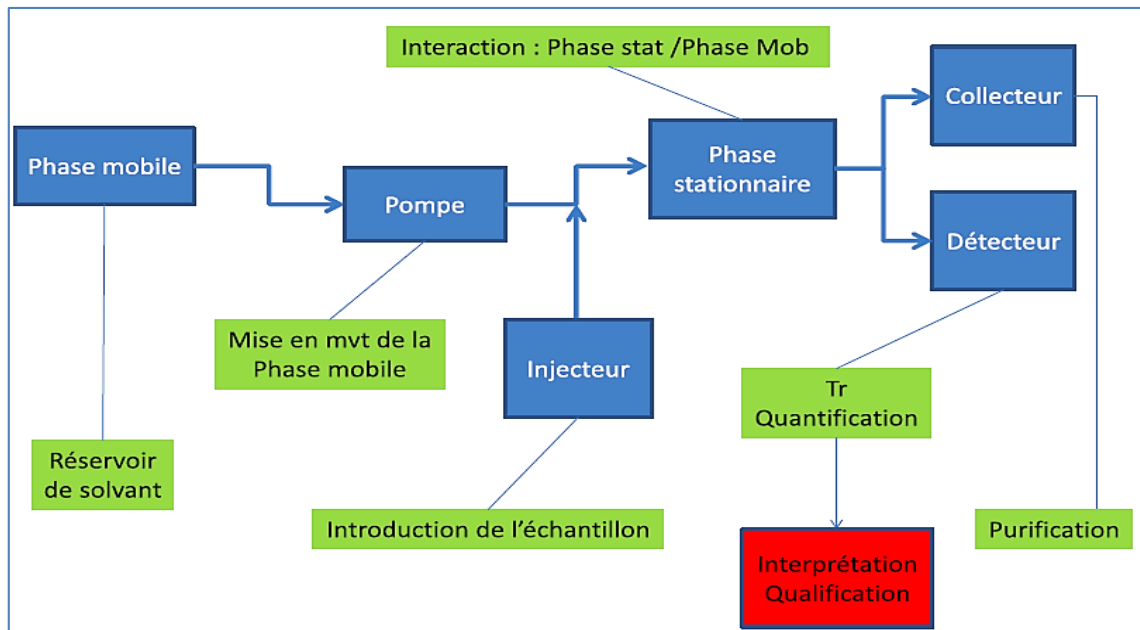 Interaction : Phase stat /Phase Mob
Collecteur
Phase mobile
Phase
stationnaire
Pompe
Détecteur
Mise en mvt de la
Phase mobile
Injecteur
Tr
Quantification
Réservoir
de solvant
Introduction de l'échantillon
Purification
Interprétation
Qualification